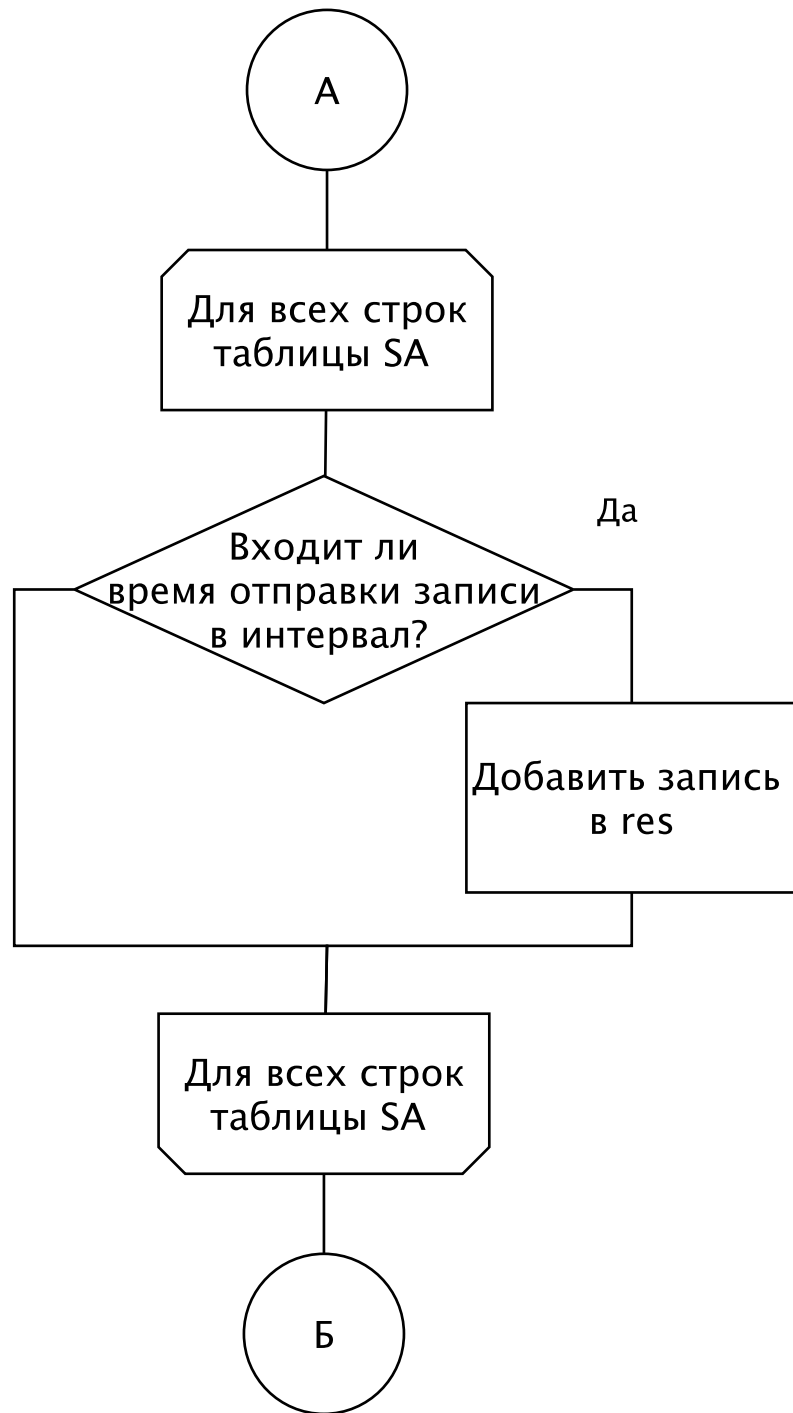 А
Для всех строк
таблицы SA
Да
Входит ли
время отправки записи
в интервал?
Добавить запись
в res
Для всех строк
таблицы SA
Б